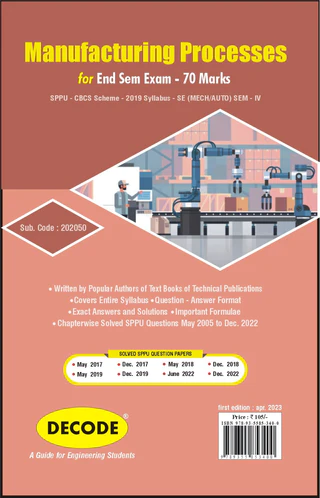 Manufacturing Processes
for End Sem Exam - 70 Marks
SPPU - CBCS Scheme - 2019 Syllabus - SE (MECH/AUTO) SEM - IV
Sub. Code : 202050
• Written by Popular Authors of Text Books of Technical Publications
• Covers Entire Syllabus • Question - Answer Format
• Exact Answers and Solutions • Important Formulae
• Chapterwise Solved SPPU Questions May 2005 to Dec. 2022
SOLVED SPPU QUESTION PAPERS
• May 2017 • Dec. 2017 • May 2018 • Dec. 2018
• May 2019 • Dec. 2019 • June 2022 • Dec. 2022
first edition : apr. 2023
Price : ₹ 105/-
DECODE®
A Guide for Engineering Students